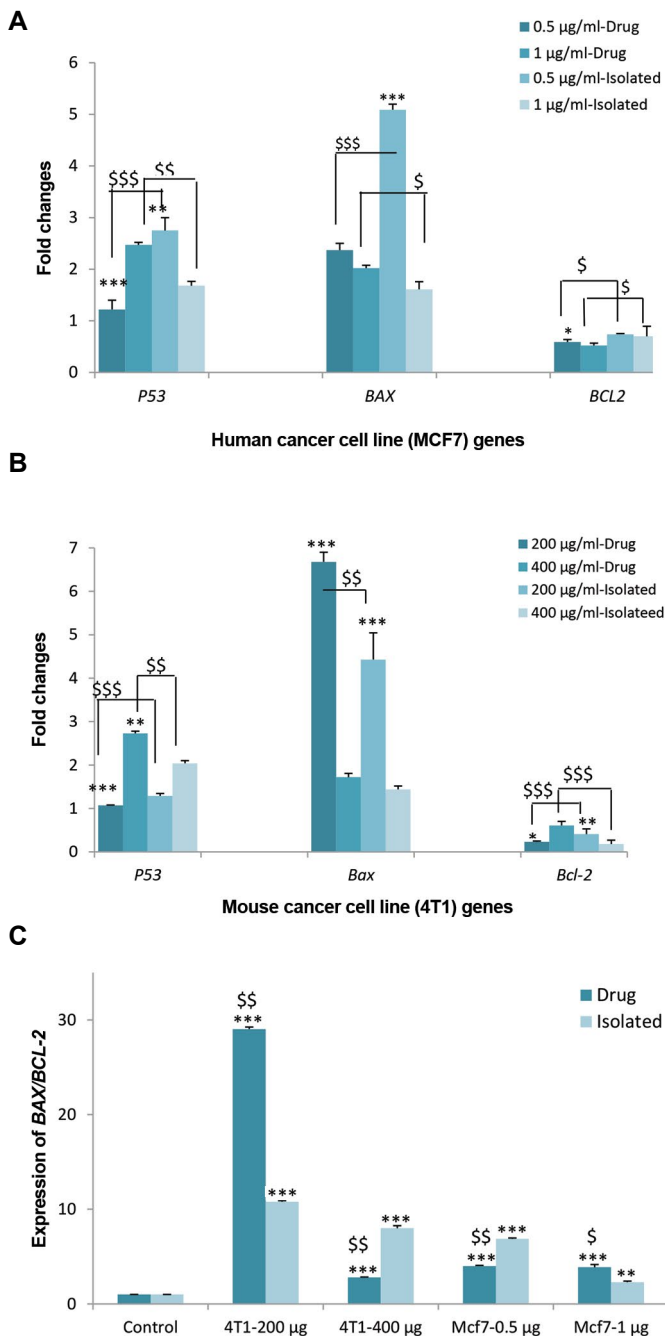 A
0.5 µg/ml-Drug
1 µg/ml-Drug
0.5 µg/ml-Isolated
1 µg/ml-Isolated
Fold changes
6
5
4
3
2
1
0
***
$$$
**
$$
$$$
***
$
$
*
$
P53
BAX
BCL2
Human cancer cell line (MCF7) genes
B
200 µg/ml-Drug
400 µg/ml-Drug
200 µg/ml-Isolated
400 µg/ml-Isolateed
Fold changes
7
6
5
4
3
2
1
0
***
$$$
**
$$
***
$$
***
$$$
*
$$$
**
P53
Bax
Bcl-2
Mouse cancer cell line (4T1) genes
C
Drug
Isolated
Expression of BAX/BCL-2
30
20
10
0
$$
***
***
$$
***
***
$$
***
***
$
***
**
Control
4T1-200 µg
4T1-400 µg
Mcf7-0.5 µg
Mcf7-1 µg